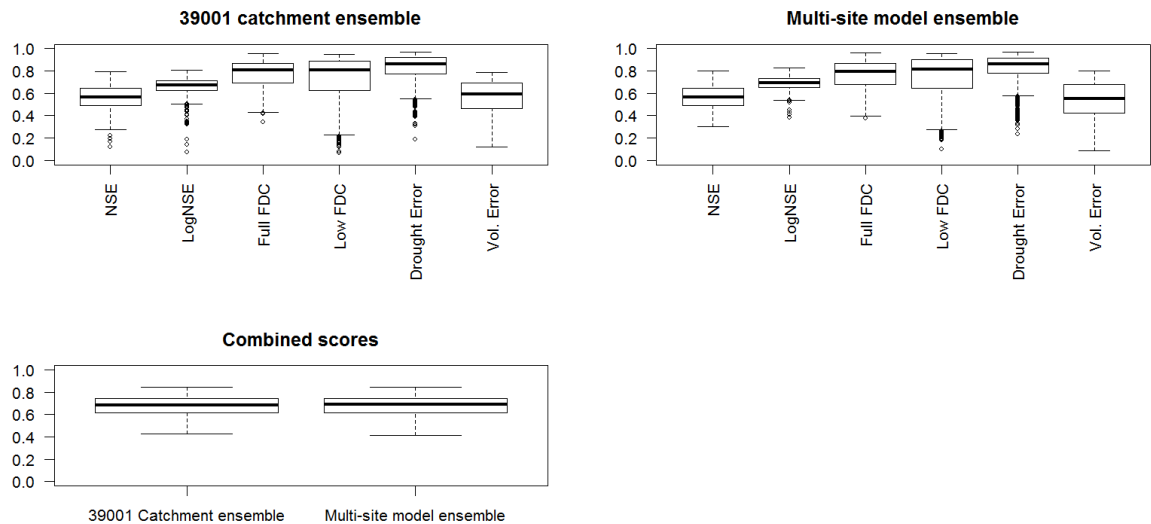 39001 catchment ensemble
1.0
0.8
0.6
0.4
0.2
0.0
NSE
LogNSE
Full FDC
Low FDC
Drought Error
Vol. Error
Multi-site model ensemble
1.0
0.8
0.6
0.4
0.2
0.0
NSE
LogNSE
Full FDC
Low FDC
Drought Error
Vol. Error
Combined scores
1.0
0.8
0.6
0.4
0.2
0.0
39001 Catchment ensemble
Multi-site model ensemble